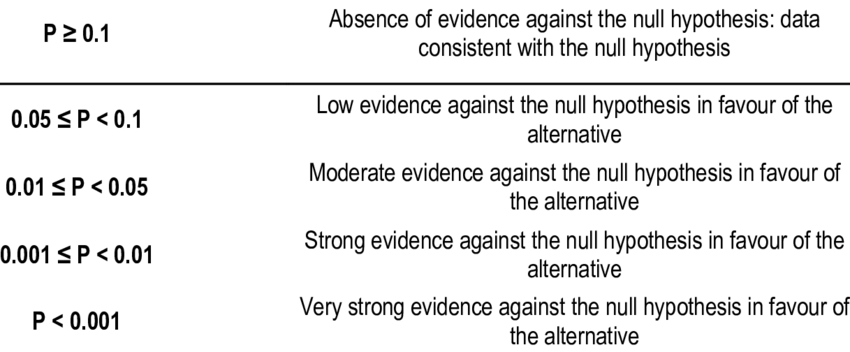 P ≥ 0.1
Absence of evidence against the null hypothesis: data
consistent with the null hypothesis
0.05 ≤ P < 0.1
Low evidence against the null hypothesis in favour of the
alternative
0.01 ≤ P < 0.05
Moderate evidence against the null hypothesis in favour of
the alternative
0.001 ≤ P < 0.01
Strong evidence against the null hypothesis in favour of the
alternative
P < 0.001
Very strong evidence against the null hypothesis in favour of
the alternative